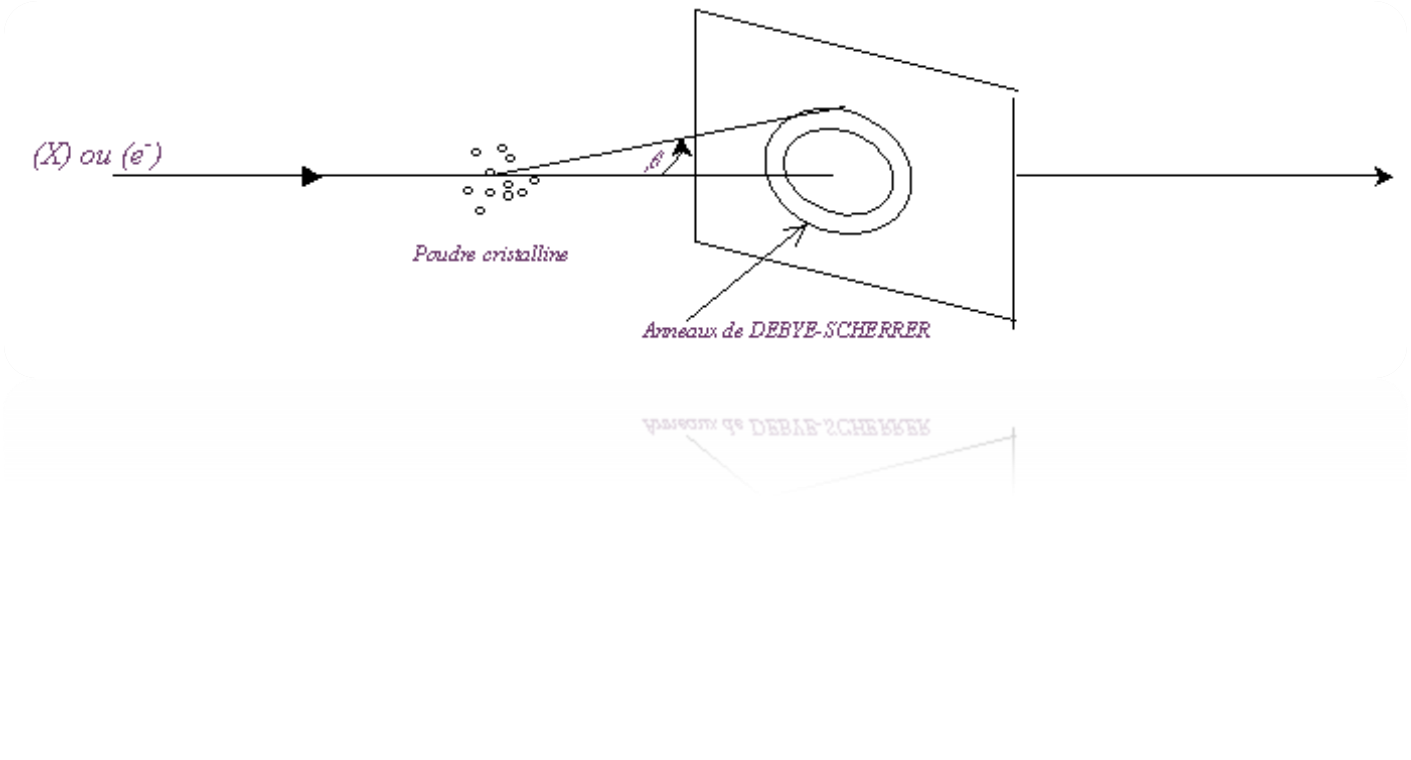 (X) ou (e-)
Poudre cristalline
Anneaux de DEBYE-SCHERRER